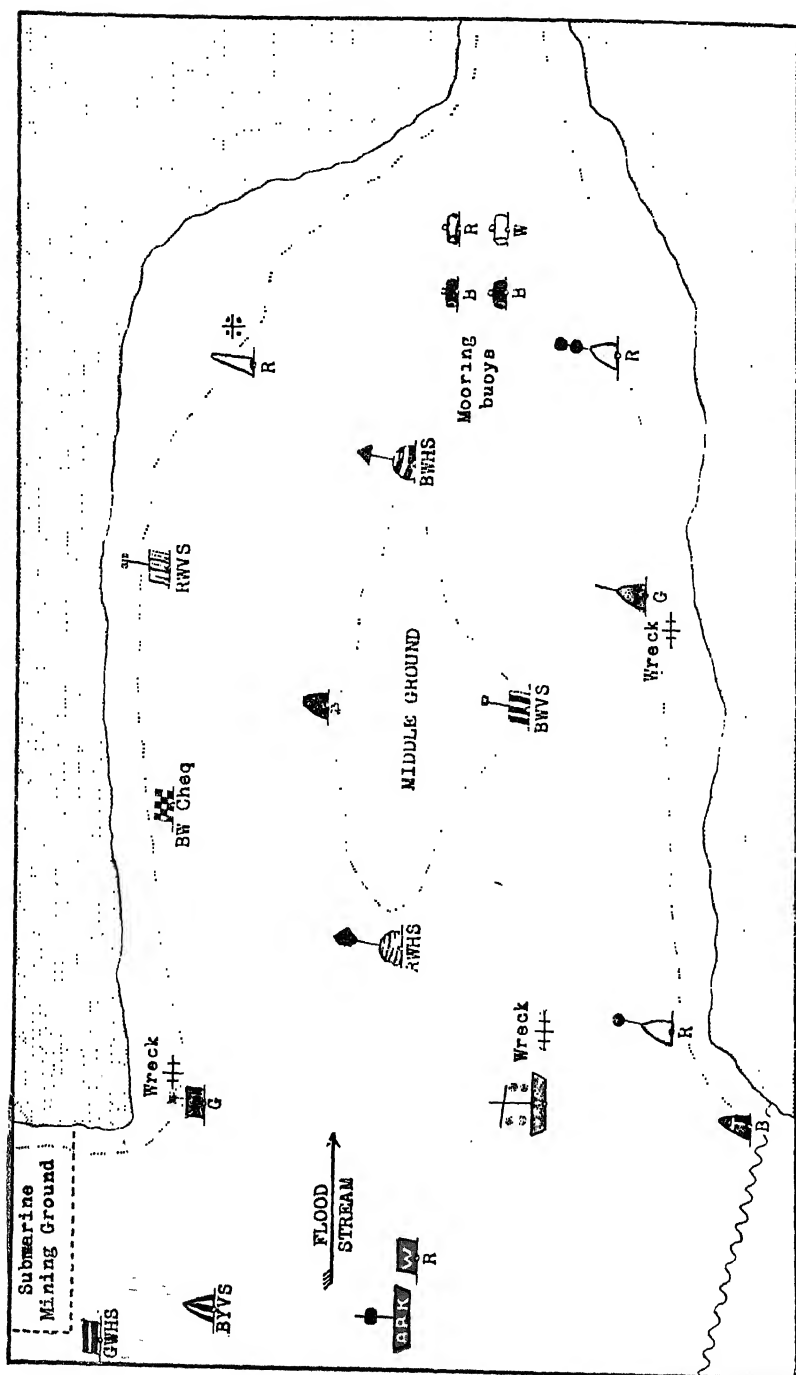 Submarine
Mining Ground
GWHS
BYVS
Wreck
G
BW Cheq
RWVS
R
FLOOD
STREAM
W
R
RWHS
MIDDLE GROUND
BWHS
Mooring
buoys
B
R
B
W
Wreck
BWVS
R
Wreck
G
R
B